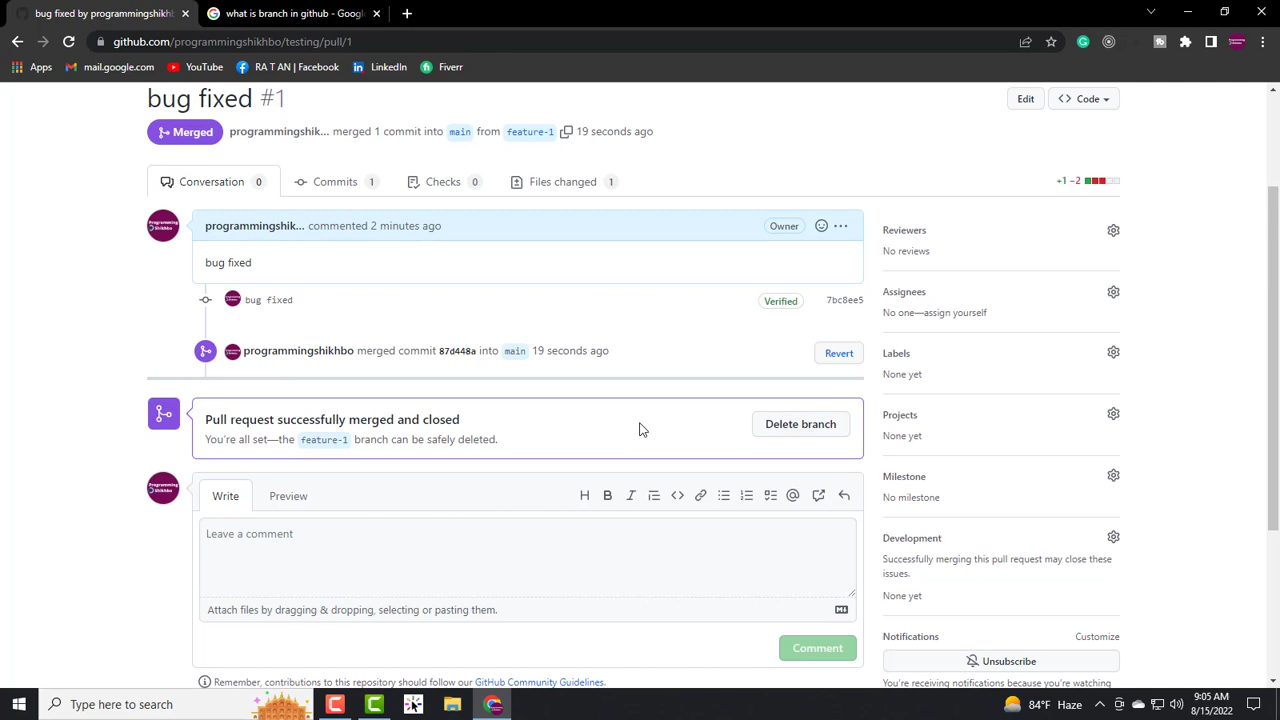 bug fixed by programmingshikhb
what is branch in github - Googl
github.com/programmingshikhbo/testing/pull/1
Apps
mail.google.com
YouTube
RA T AN | Facebook
LinkedIn
Fiverr
bug fixed #1
Edit
Code
Merged
programmingshik... merged 1 commit into main from feature-1 19 seconds ago
Conversation 0
Commits 1
Checks 0
Files changed 1
+1 −2
programmingshik... commented 2 minutes ago
Owner
bug fixed
bug fixed
Verified
7bc8ee5
programmingshikhbo merged commit 87d448a into main 19 seconds ago
Revert
Pull request successfully merged and closed
You're all set—the feature-1 branch can be safely deleted.
Delete branch
Write
Preview
Leave a comment
Attach files by dragging & dropping, selecting or pasting them.
Comment
Remember, contributions to this repository should follow our GitHub Community Guidelines.
Reviewers
No reviews
Assignees
No one—assign yourself
Labels
None yet
Projects
None yet
Milestone
No milestone
Development
Successfully merging this pull request may close these
issues.
None yet
Notifications
Customize
Unsubscribe
You're receiving notifications because you're watching
Type here to search
84°F Haze
9:05 AM
8/15/2022